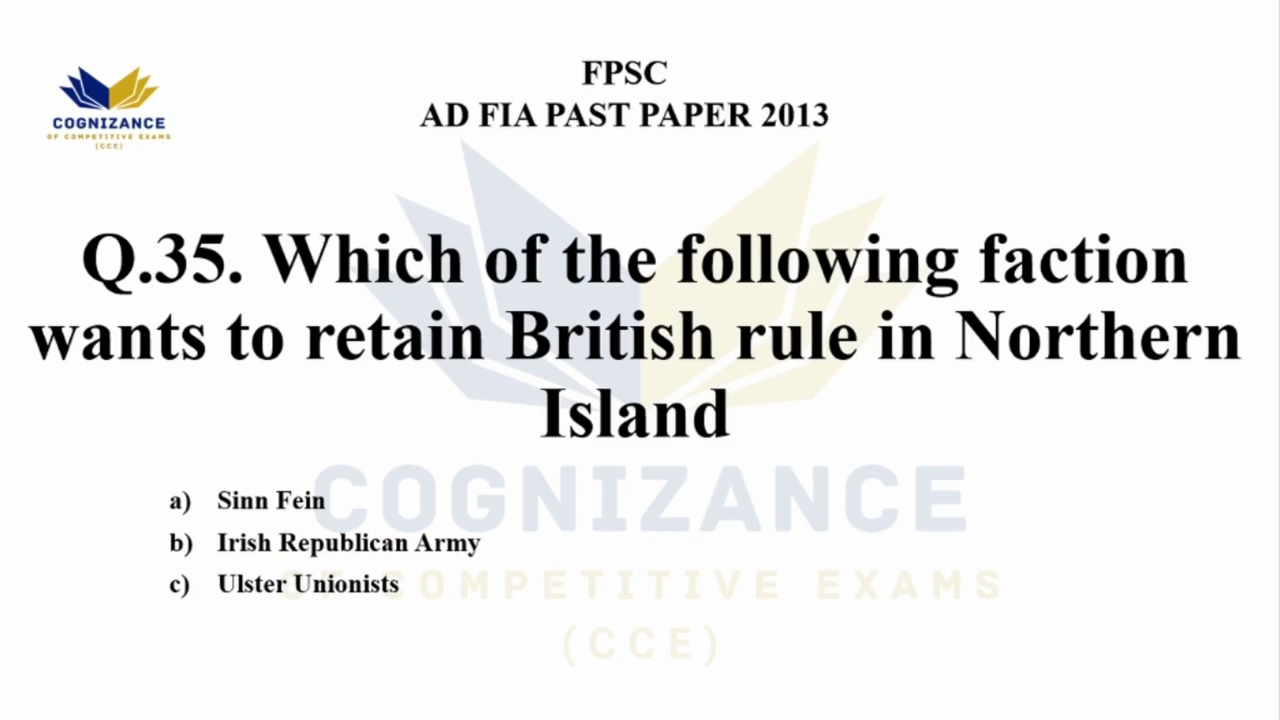 COGNIZANCE
OF COMPETITIVE EXAMS
(CCE)
FPSC
AD FIA PAST PAPER 2013
Q.35. Which of the following faction
wants to retain British rule in Northern
Island
a) Sinn Fein
b) Irish Republican Army
c) Ulster Unionists
COGNIZANCE
OF COMPETITIVE EXAMS
(CCE)